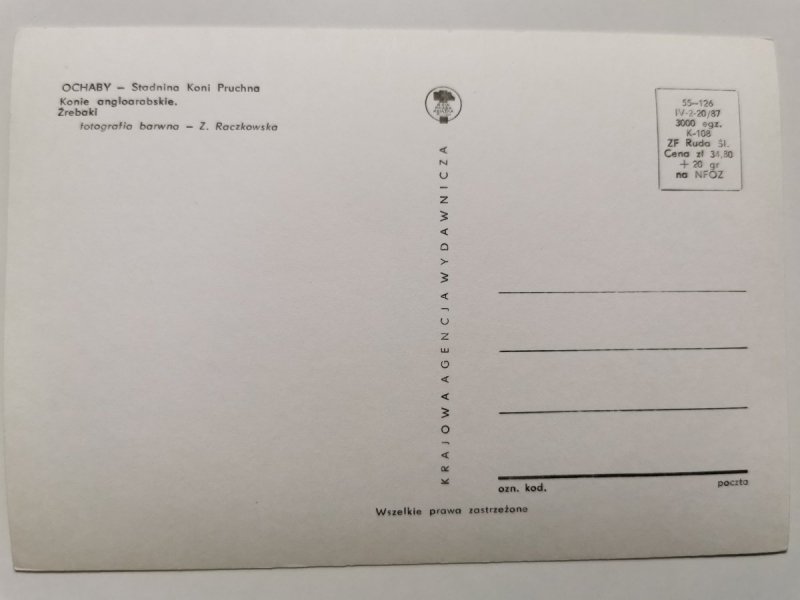 OCHABY – Stadnina Koni Pruchna
Konie angloarabskie.
Źrebaki
fotografia barwna – Z. Raczkowska
KRAJOWA AGENCJA WYDAWNICZA
55–126
IV-2-20/87
3000 egz.
K-108
ZF Ruda Śl.
Cena zł 34,80
+ 20 gr
na NFOZ
ozn. kod.
poczta
Wszelkie prawa zastrzeżone